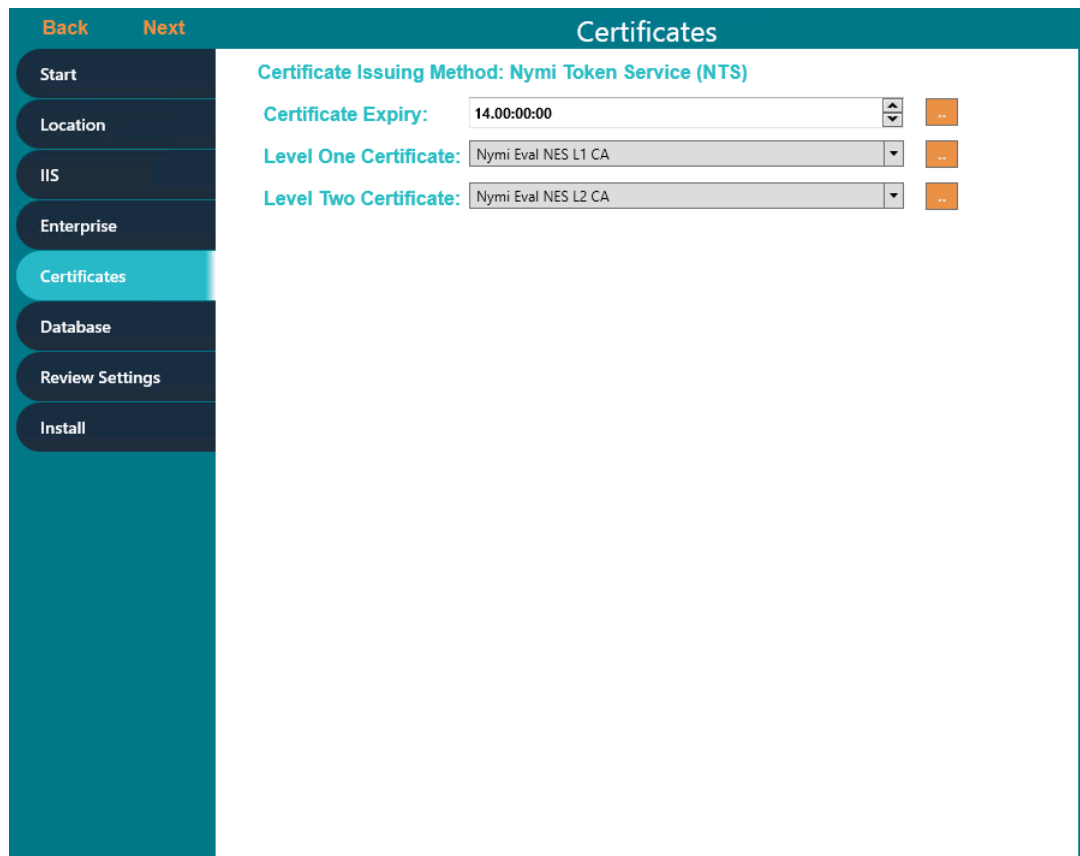 Back Next Certificates
Start
Location
IIS
Enterprise
Certificates
Database
Review Settings
Install
Certificate Issuing Method: Nymi Token Service (NTS)
Certificate Expiry: 14.00:00:00 ..
Level One Certificate: Nymi Eval NES L1 CA ..
Level Two Certificate: Nymi Eval NES L2 CA ..